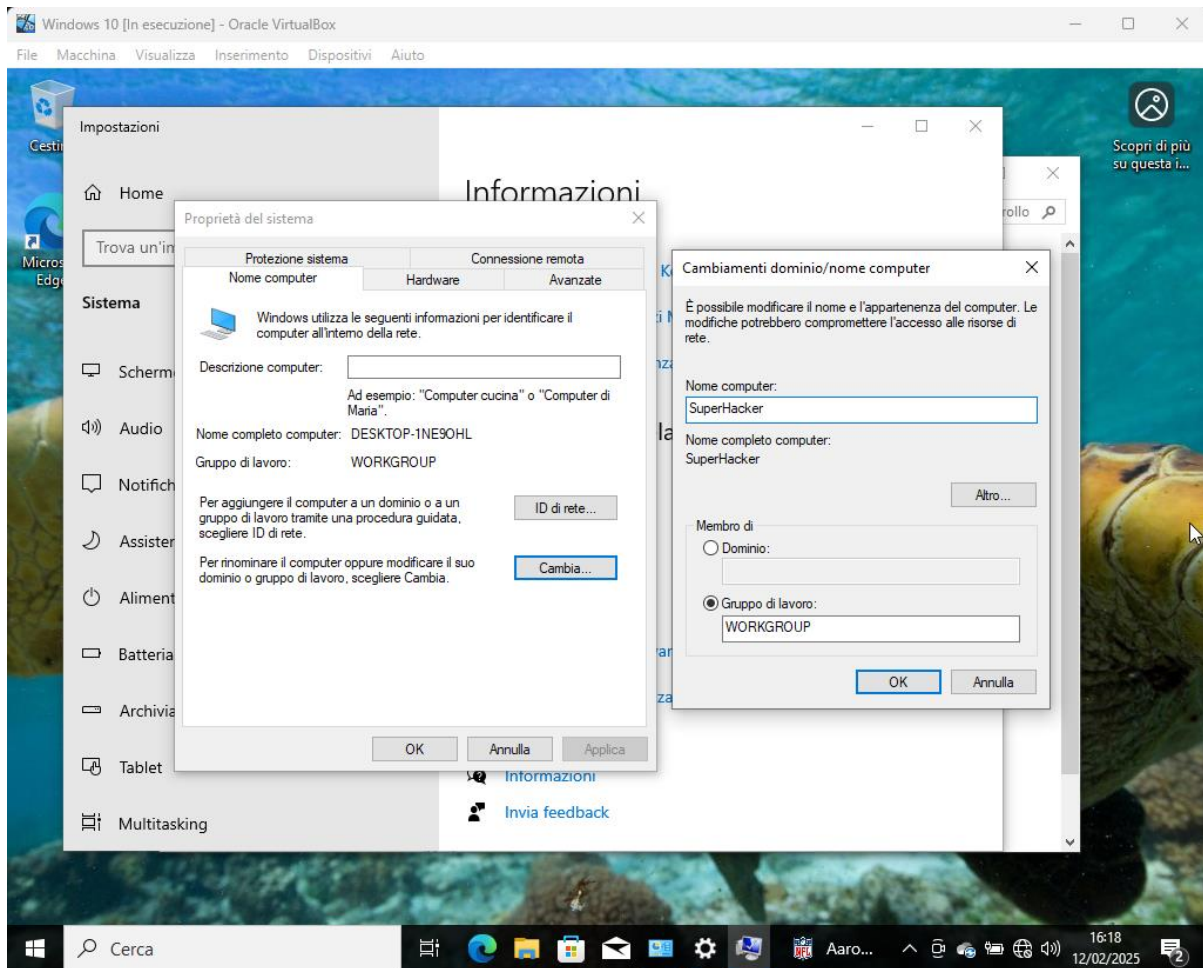 Windows 10 [In esecuzione] - Oracle VirtualBox
File Macchina Visualizza Inserimento Dispositivi Aiuto
Impostazioni
Home
Sistema
Audio
Batteria
Tablet
Multitasking
Informazioni
Informazioni
Invia feedback
Proprietà del sistema
Protezione sistema
Connessione remota
Nome computer
Hardware
Avanzate
Windows utilizza le seguenti informazioni per identificare il
computer all'interno della rete.
Descrizione computer:
Ad esempio: "Computer cucina" o "Computer di
Maria".
Nome completo computer: DESKTOP-1NE9OHL
Gruppo di lavoro: WORKGROUP
Per aggiungere il computer a un dominio o a un
gruppo di lavoro tramite una procedura guidata,
scegliere ID di rete.
ID di rete...
Per rinominare il computer oppure modificare il suo
dominio o gruppo di lavoro, scegliere Cambia.
Cambia...
OK
Annulla
Applica
Cambiamenti dominio/nome computer
È possibile modificare il nome e l'appartenenza del computer. Le
modifiche potrebbero compromettere l'accesso alle risorse di
rete.
Nome computer:
SuperHacker
Nome completo computer:
SuperHacker
Altro...
Membro di
Dominio:
Gruppo di lavoro:
WORKGROUP
OK
Annulla
Scopri di più
su questa i...
Cerca
NFL
Aaro...
16:18
12/02/2025
2